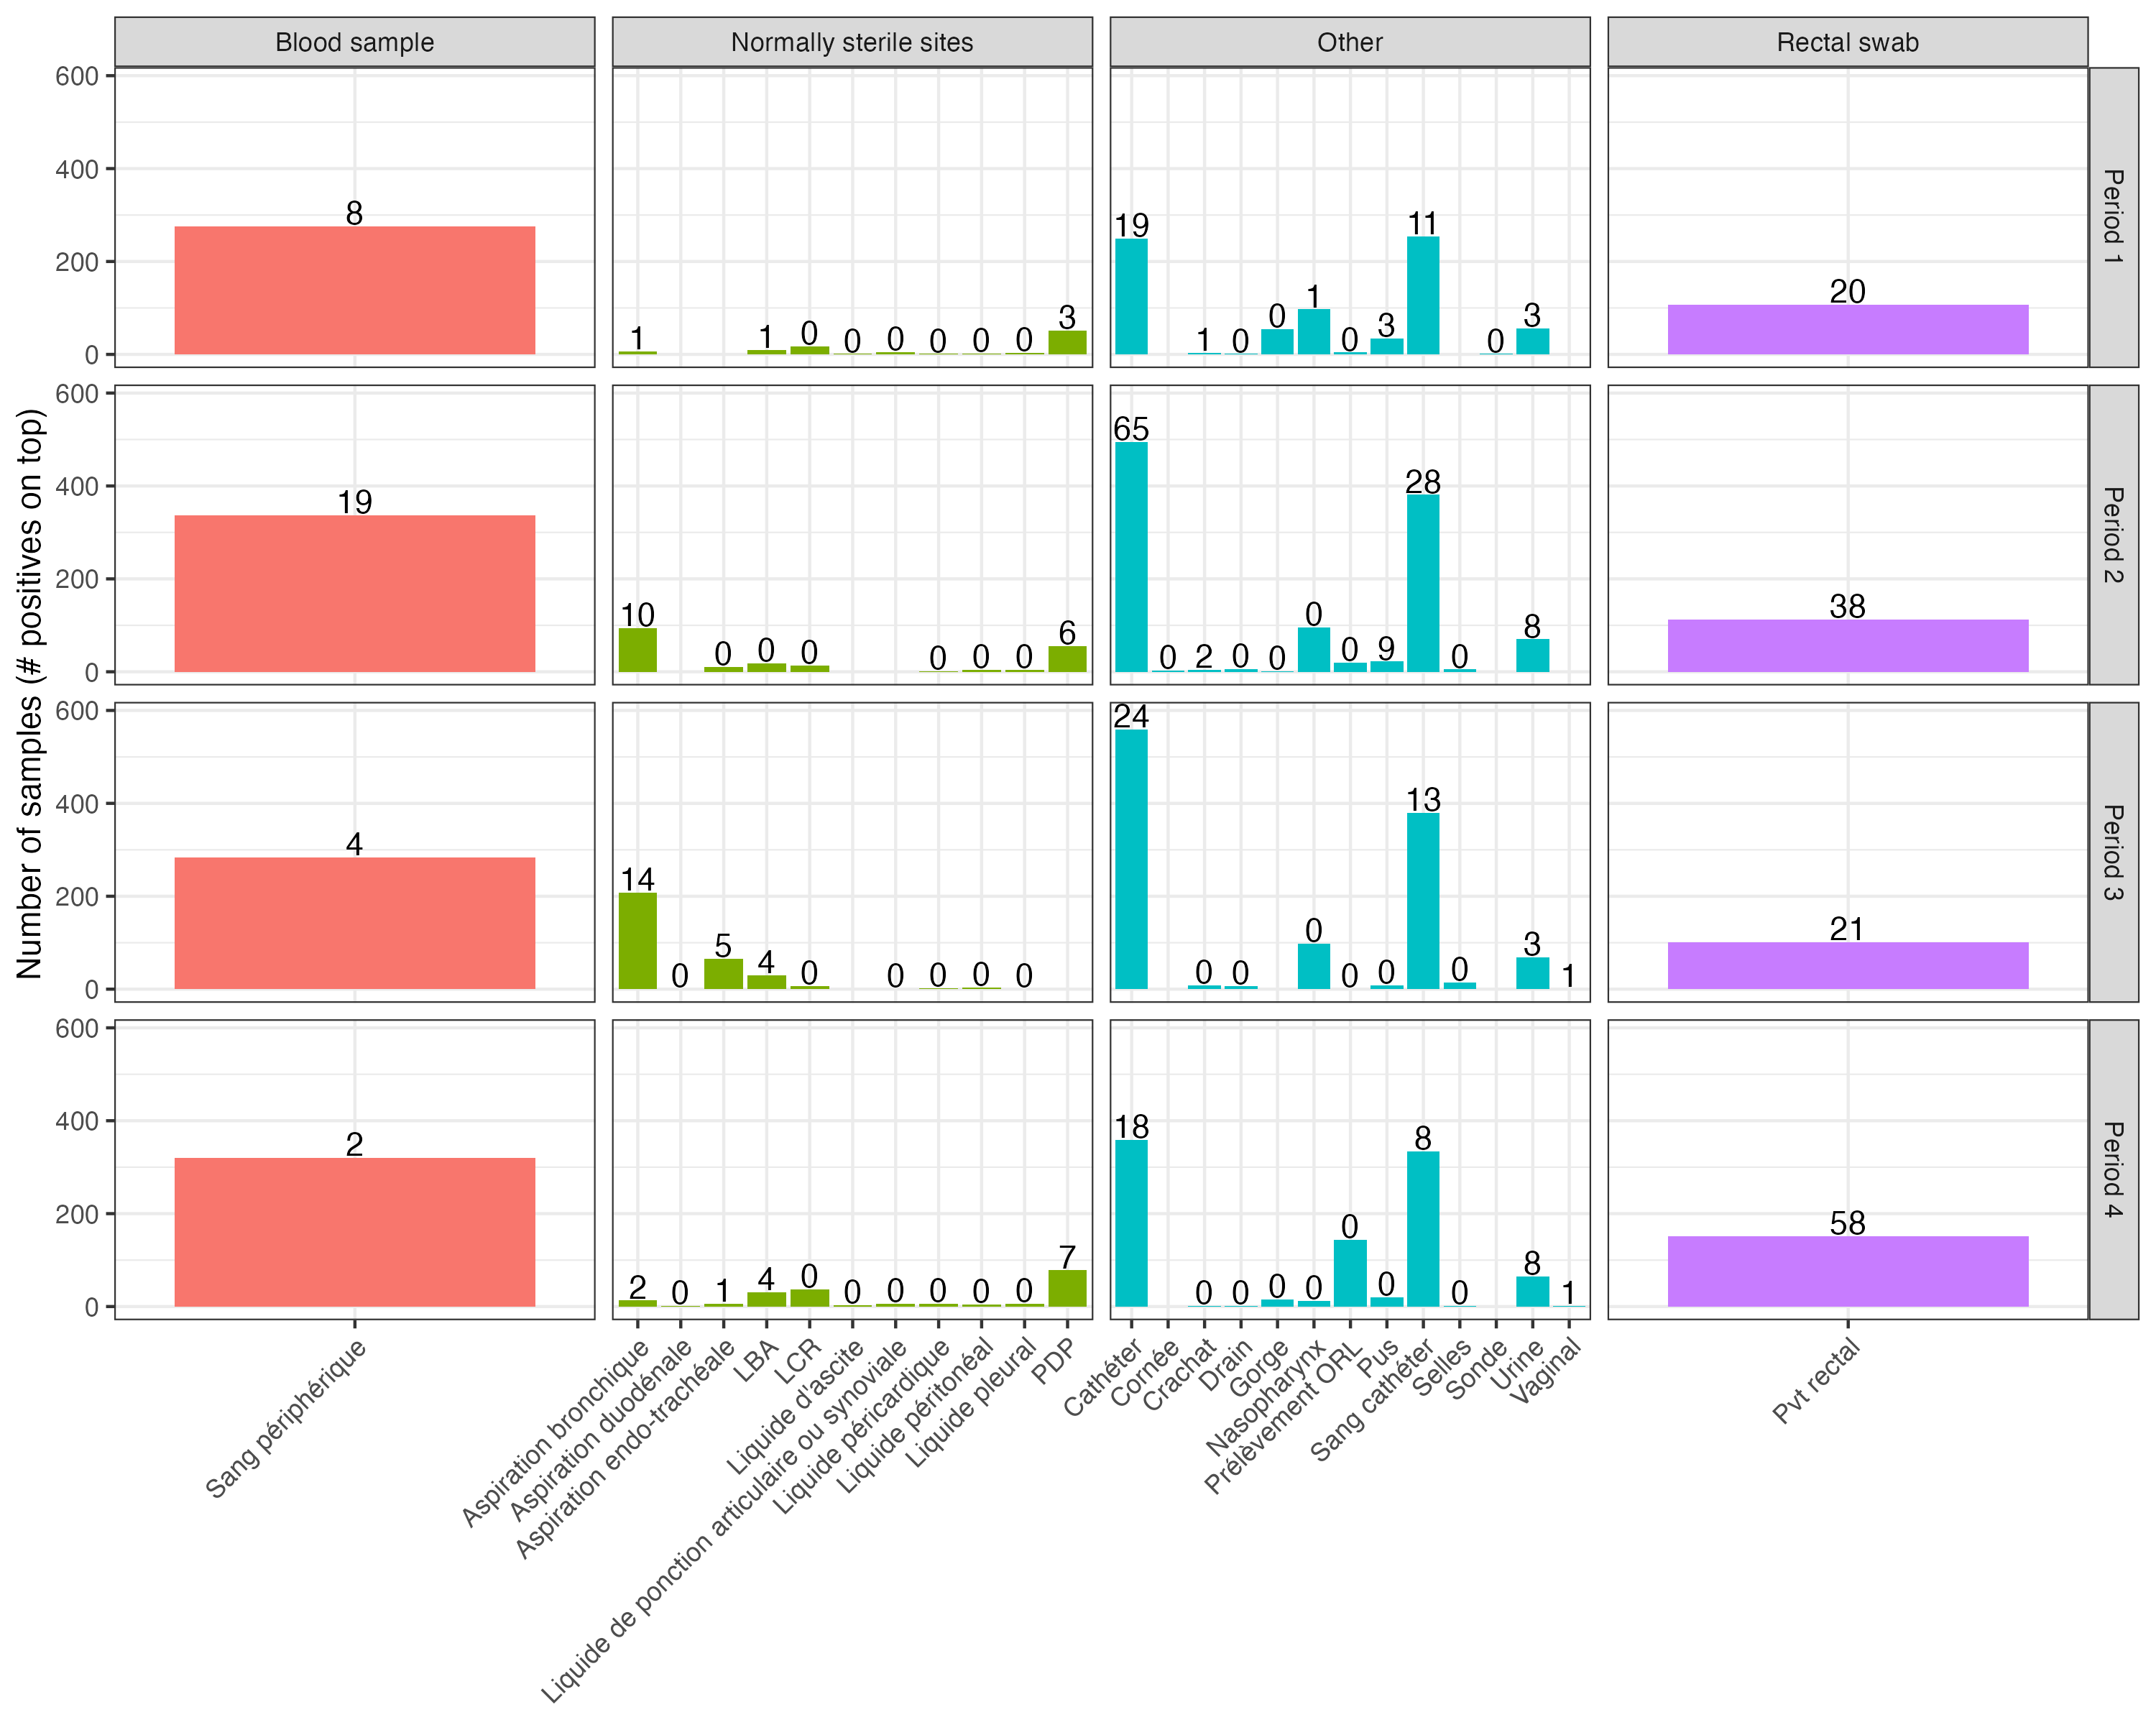 Blood sample
Normally sterile sites
Other
Rectal swab
Number of samples (# positives on top)
600
400
200
0
8
1
1
0
0
0
0
0
0
3
19
1
0
0
1
0
3
11
0
3
20
Period 1
600
400
200
0
19
10
0
0
0
0
0
0
6
65
0
2
0
0
0
0
9
28
0
8
38
Period 2
600
400
200
0
4
14
0
5
4
0
0
0
0
0
24
0
0
0
0
0
13
0
3
1
21
Period 3
600
400
200
0
2
2
0
1
4
0
0
0
0
0
0
7
18
0
0
0
0
0
0
8
0
8
1
58
Period 4
Sang périphérique
Aspiration bronchique
Aspiration duodénale
Aspiration endo-trachéale
LBA
LCR
Liquide d'ascite
Liquide de ponction articulaire ou synoviale
Liquide péricardique
Liquide péritonéal
Liquide pleural
PDP
Cathéter
Cornée
Crachat
Drain
Gorge
Nasopharynx
Prélèvement ORL
Pus
Sang cathéter
Selles
Sonde
Urine
Vaginal
Pvt rectal